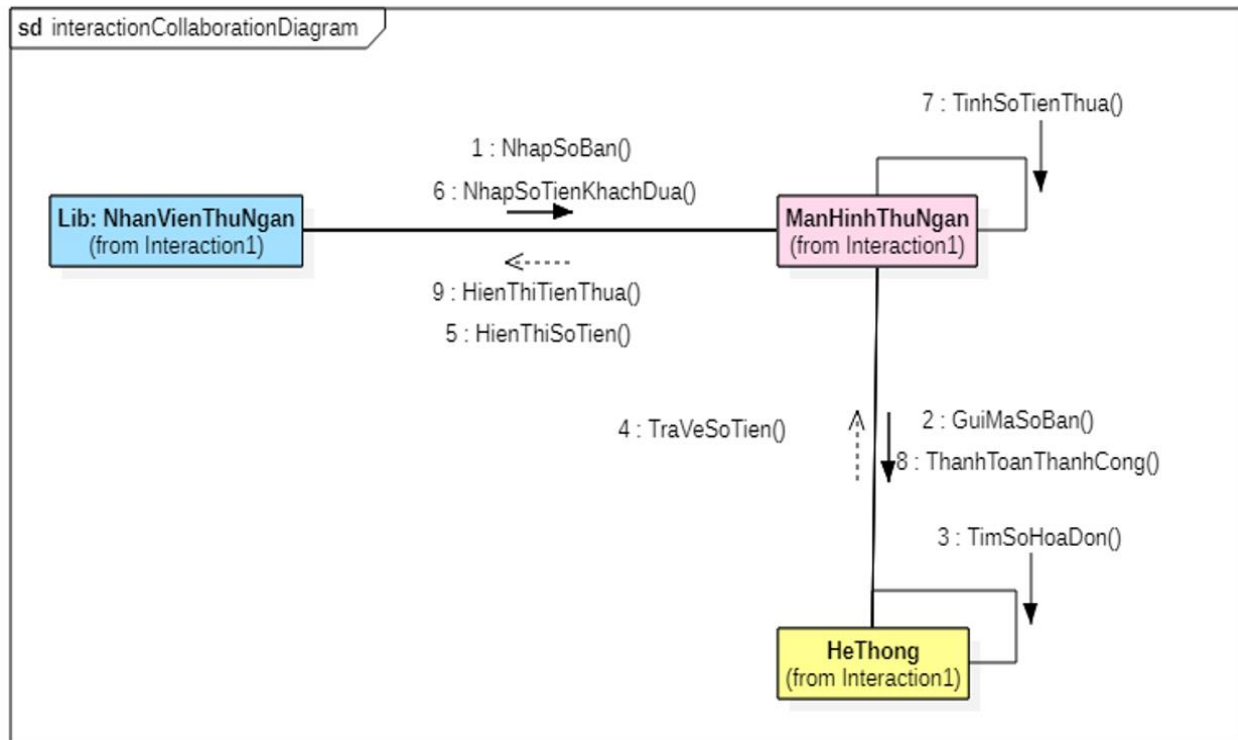 sd interactionCollaborationDiagram
7 : TinhSoTienThua()
1 : NhapSoBan()
6 : NhapSoTienKhachDua()
Lib: NhanVienThuNgan
(from Interaction1)
ManHinhThuNgan
(from Interaction1)
9 : HienThiTienThua()
5 : HienThiSoTien()
4 : TraVeSoTien()
2 : GuiMaSoBan()
8 : ThanhToanThanhCong()
3 : TimSoHoaDon()
HeThong
(from Interaction1)